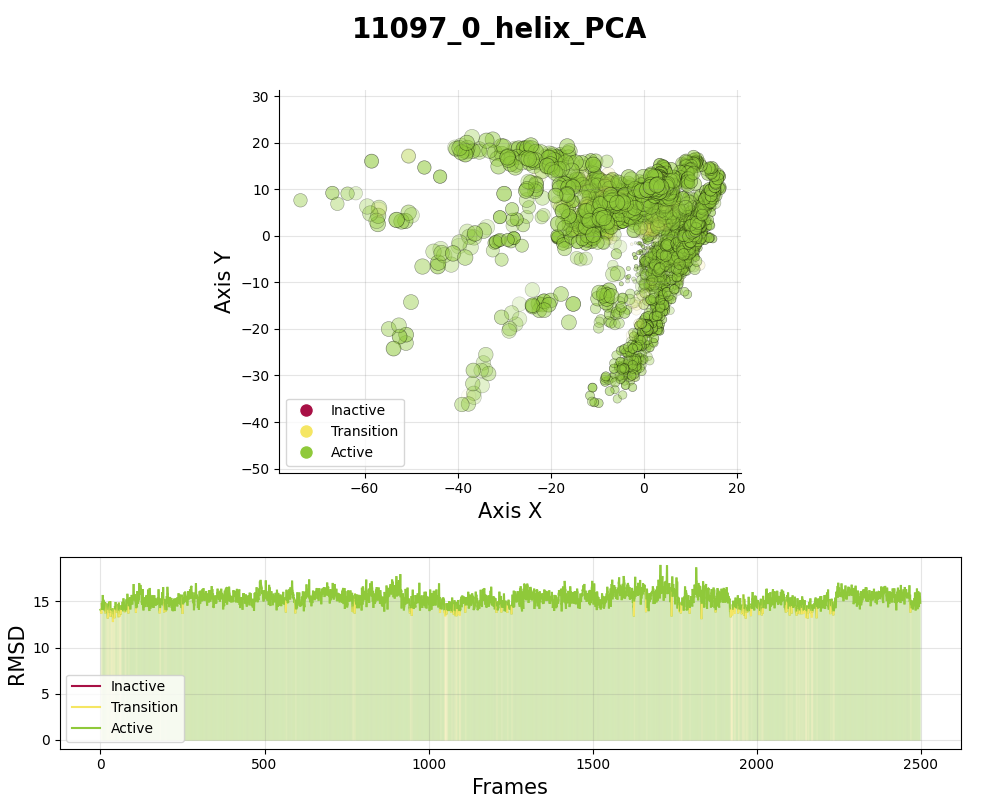 11097_0_helix_PCA
30
20
10
0
−10
−20
−30
−40
−50
Axis Y
Inactive
Transition
Active
−60 −40 −20 0 20
Axis X
15
10
5
0
RMSD
Inactive
Transition
Active
0 500 1000 1500 2000 2500
Frames